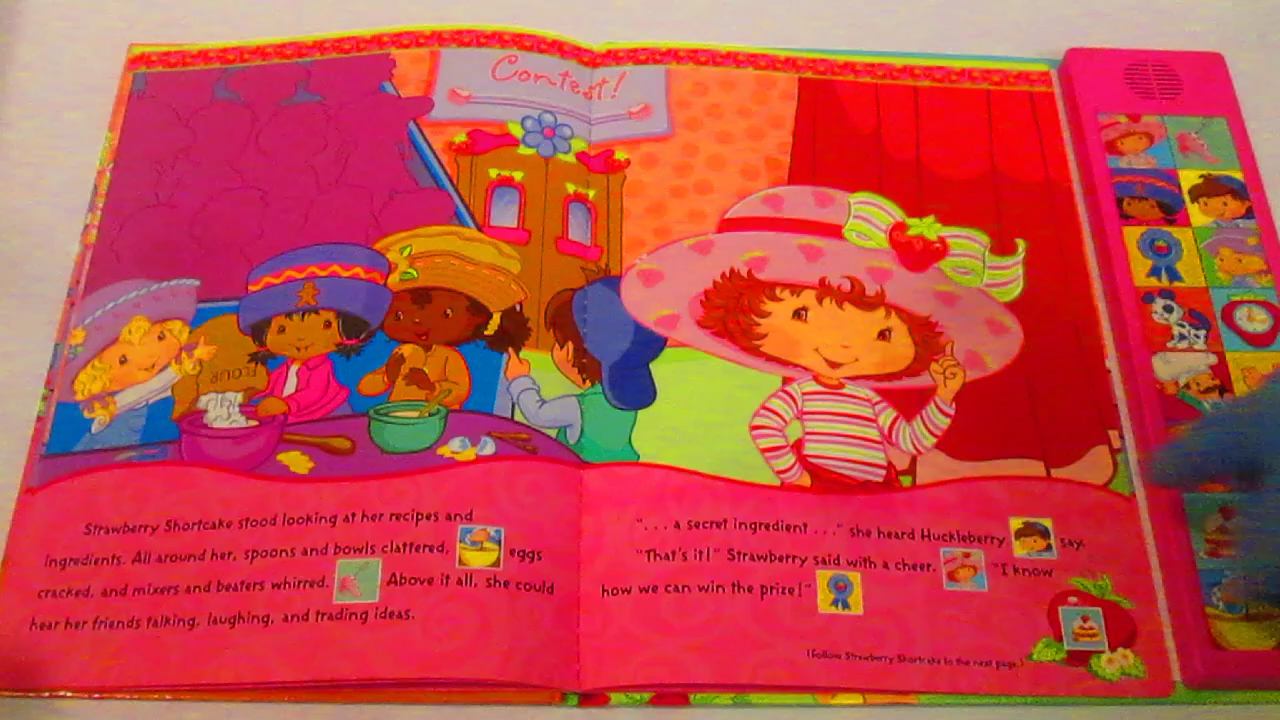 Contest!
FLOUR
Strawberry Shortcake stood looking at her recipes and
ingredients. All around her, spoons and bowls clattered, eggs
cracked, and mixers and beaters whirred. Above it all, she could
hear her friends talking, laughing, and trading ideas.
". . . a secret ingredient . . ." she heard Huckleberry say.
"That's it!" Strawberry said with a cheer. "I know
how we can win the prize!"
(Follow Strawberry Shortcake to the next page.)